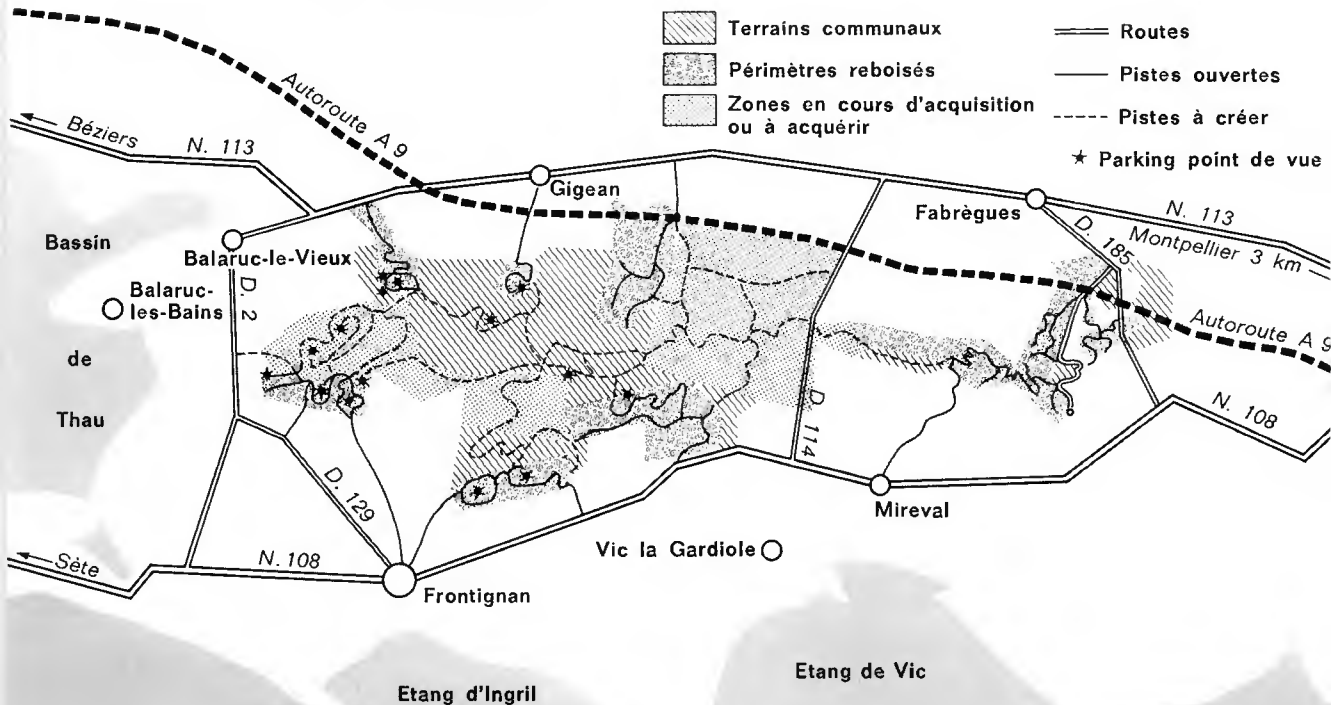 Terrains communaux
Périmètres reboisés
Zones en cours d'acquisition
ou à acquérir
Routes
Pistes ouvertes
Pistes à créer
Parking point de vue
Autoroute A 9
Béziers
N. 113
Gigean
Fabrègues
N. 113
Montpellier 3 km
D. 185
Bassin
de
Thau
Balaruc-le-Vieux
Balaruc-
les-Bains
D. 2
Autoroute A 9
N. 108
D. 114
D. 129
Mireval
Vic la Gardiole
Sète
N. 108
Frontignan
Etang d'Ingril
Etang de Vic